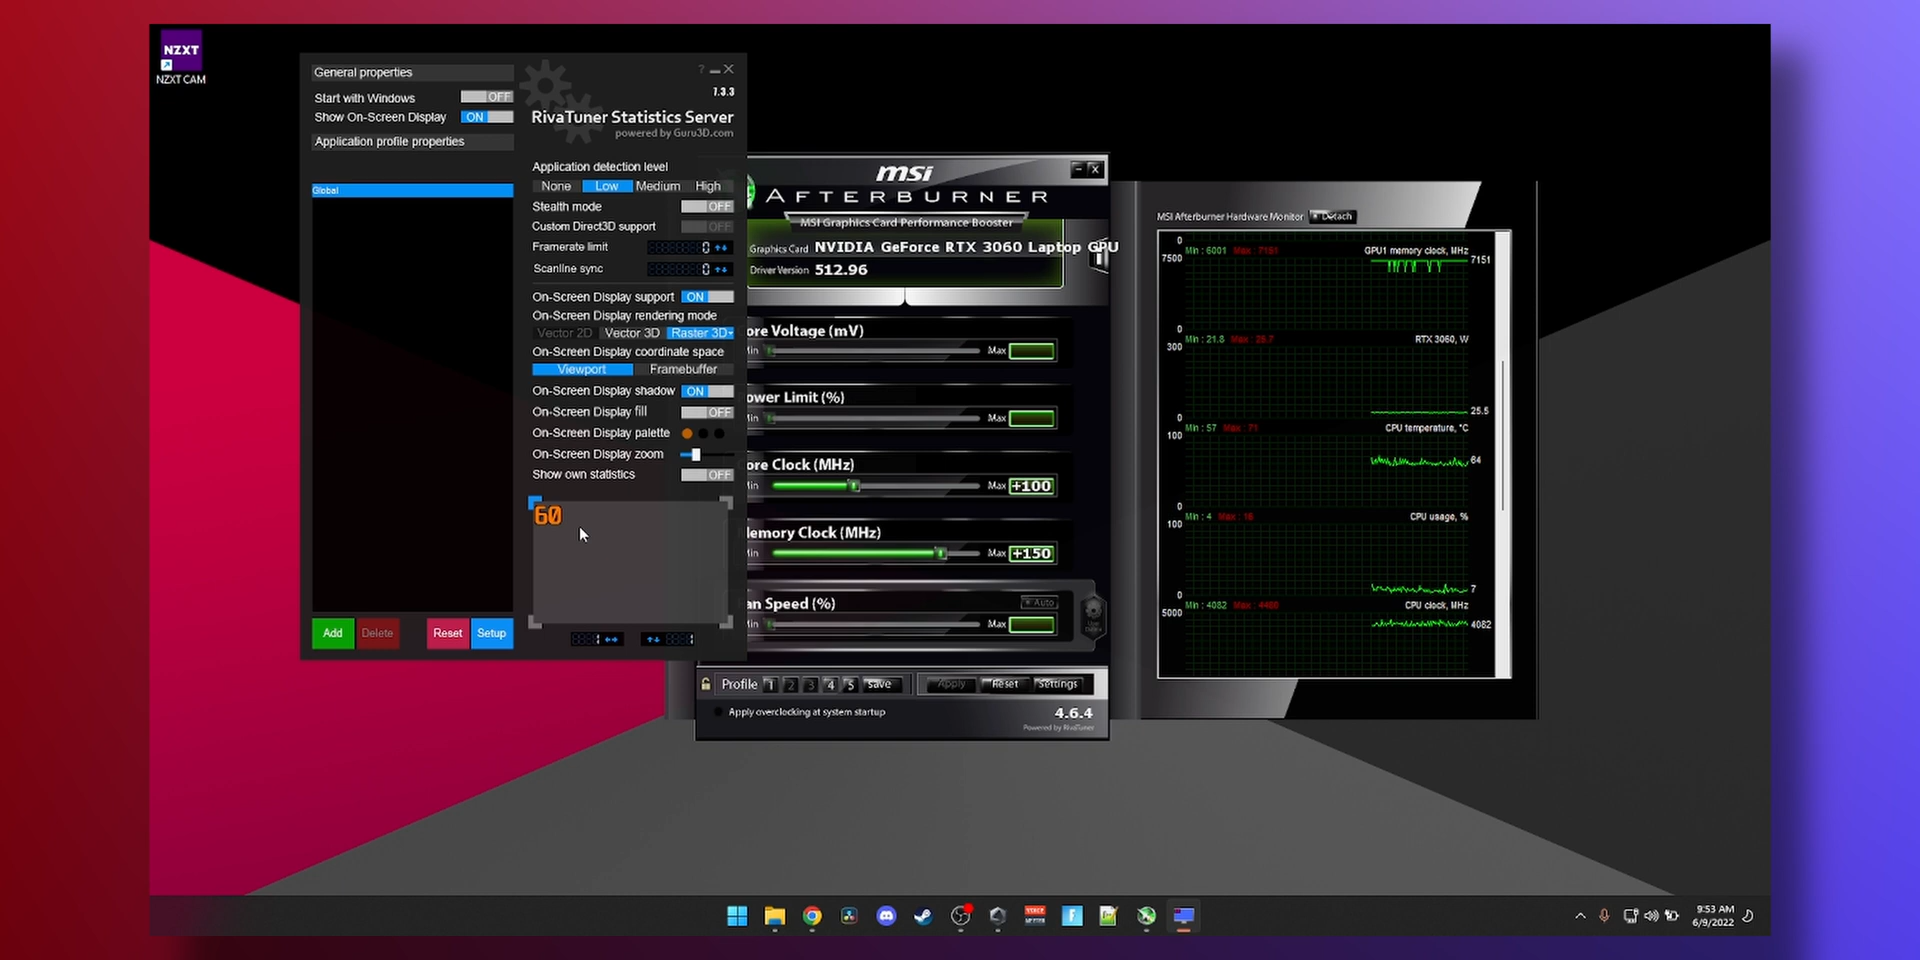 NZXT
NZXT CAM
General properties
Start with Windows
OFF
Show On-Screen Display
ON
Application profile properties
Global
Add
Delete
Reset
Setup
?
7.3.3
RivaTuner Statistics Server
powered by Guru3D.com
Application detection level
None Low Medium High
Stealth mode
OFF
Custom Direct3D support
OFF
Framerate limit
0
Scanline sync
0
On-Screen Display support
ON
On-Screen Display rendering mode
Vector 2D Vector 3D Raster 3D
On-Screen Display coordinate space
Viewport Framebuffer
On-Screen Display shadow
ON
On-Screen Display fill
OFF
On-Screen Display palette
On-Screen Display zoom
Show own statistics
OFF
60
1
1
msi
AFTERBURNER
MSI Graphics Card Performance Booster
Graphics Card NVIDIA GeForce RTX 3060 Laptop GPU
Driver Version 512.96
ore Voltage (mV)
Max
ower Limit (%)
Max
ore Clock (MHz)
Max +100
emory Clock (MHz)
Max +150
an Speed (%)
Auto
Max
Profile 1 2 3 4 5 save
Apply Reset Settings
Apply overclocking at system startup
4.6.4
Powered by RivaTuner
MSI Afterburner Hardware Monitor
Detach
0
Min : 6001 Max : 7151 GPU1 memory clock, MHz
7500
7151
0
Min : 21.8 Max : 25.7 RTX 3060, W
300
25.5
0
Min : 57 Max : 71 CPU temperature, °C
100
64
0
Min : 4 Max : 16 CPU usage, %
100
7
0
Min : 4082 Max : 4466 CPU clock, MHz
5000
4082
9:53 AM
6/9/2022